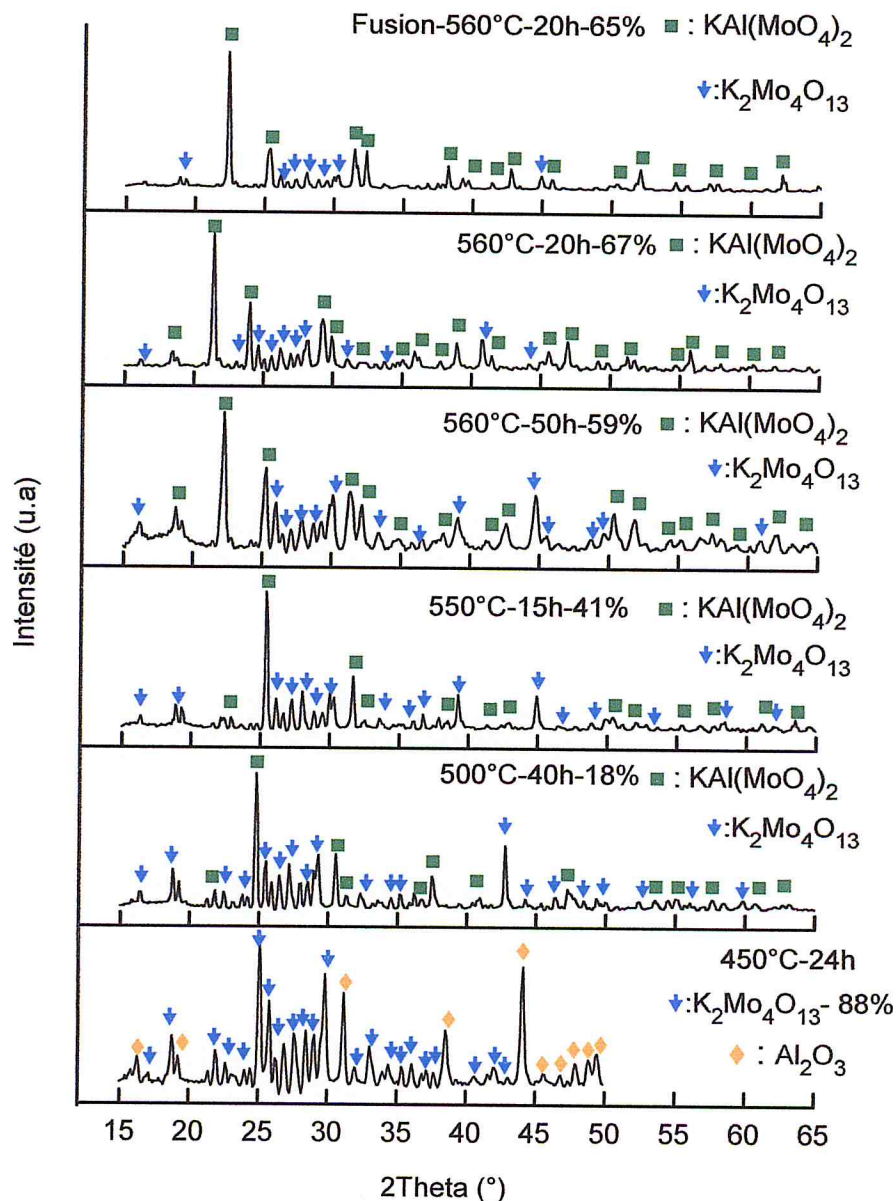 Fusion-560°C-20h-65% ■ : KAl(MoO₄)₂
:K₂Mo₄O₁₃
560°C-20h-67% ■ : KAl(MoO₄)₂
:K₂Mo₄O₁₃
560°C-50h-59% ■ : KAl(MoO₄)₂
:K₂Mo₄O₁₃
550°C-15h-41% ■ : KAl(MoO₄)₂
:K₂Mo₄O₁₃
500°C-40h-18% ■ : KAl(MoO₄)₂
:K₂Mo₄O₁₃
450°C-24h
:K₂Mo₄O₁₃- 88%
: Al₂O₃
Intensité (u.a)
15 20 25 30 35 40 45 50 55 60 65
2Theta (°)